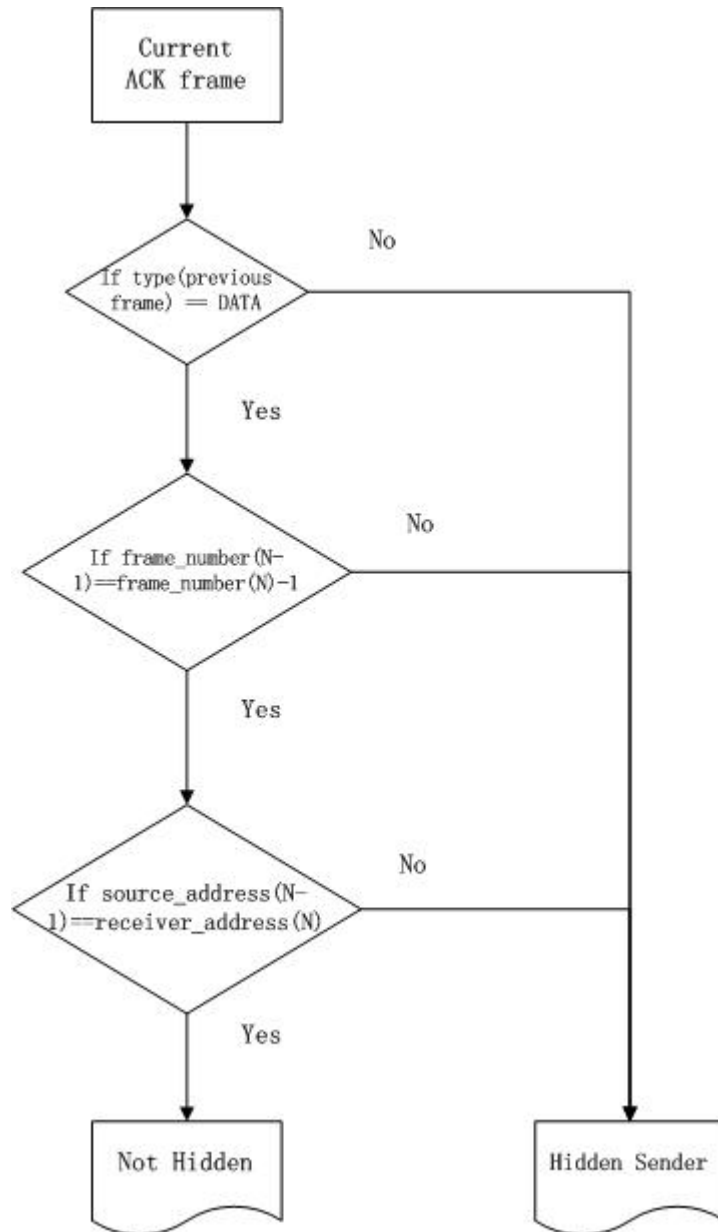 Current
ACK frame
No
If type(previous
frame) == DATA
Yes
No
If frame_number(N-
1)==frame_number(N)-1
Yes
No
If source_address(N-
1)==receiver_address(N)
Yes
Not Hidden
Hidden Sender